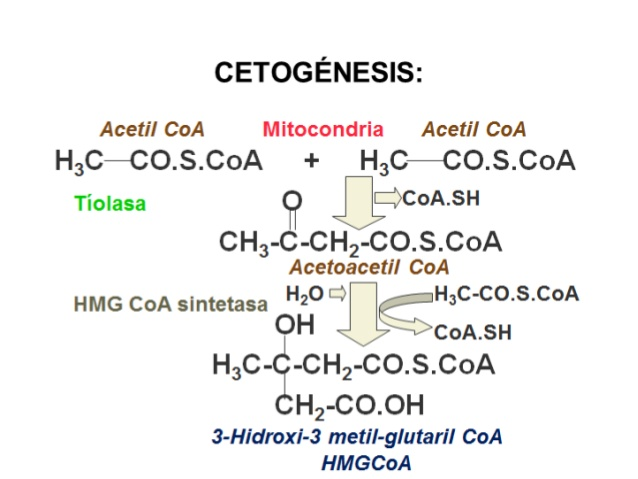 CETOGÉNESIS:
Acetil CoA Mitocondria Acetil CoA
H₃C—CO.S.CoA + H₃C—CO.S.CoA
Tíolasa
CoA.SH
O
CH₃-C-CH₂-CO.S.CoA
Acetoacetil CoA
HMG CoA sintetasa
H₂O
H₃C-CO.S.CoA
OH
CoA.SH
H₃C-C-CH₂-CO.S.CoA
CH₂-CO.OH
3-Hidroxi-3 metil-glutaril CoA
HMGCoA